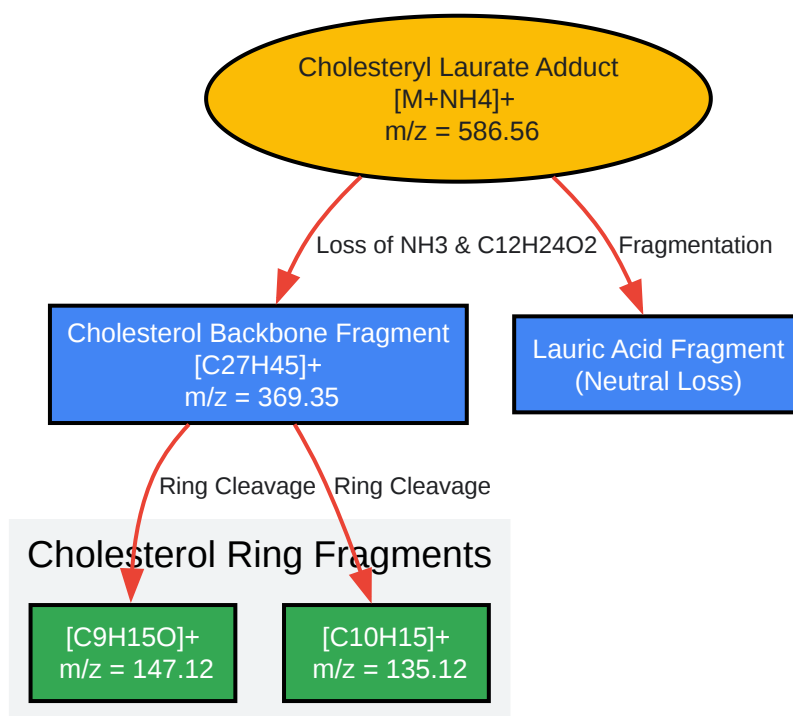 Cholesteryl Laurate Adduct
[M+NH4]+
m/z = 586.56
Loss of NH3 & C12H24O2
Fragmentation
Cholesterol Backbone Fragment
[C27H45]+
m/z = 369.35
Lauric Acid Fragment
(Neutral Loss)
Ring Cleavage
Ring Cleavage
Cholesterol Ring Fragments
[C9H15O]+
m/z = 147.12
[C10H15]+
m/z = 135.12